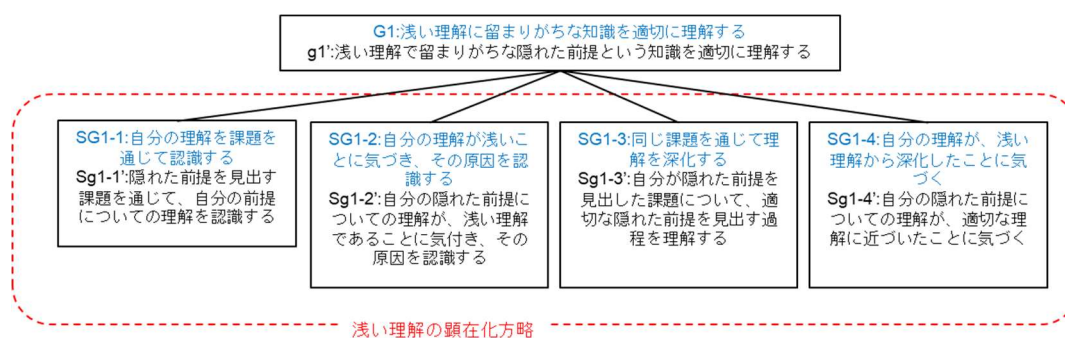 G1:浅い理解に留まりがちな知識を適切に理解する
g1’:浅い理解で留まりがちな隠れた前提という知識を適切に理解する
SG1-1:自分の理解を課題を
通じて認識する
Sg1-1’:隠れた前提を見出す
課題を通じて、自分の前提
についての理解を認識する
SG1-2:自分の理解が浅いこ
とに気づき、その原因を認
識する
Sg1-2’:自分の隠れた前提に
ついての理解が、浅い理解
であることに気付き、その
原因を認識する
SG1-3:同じ課題を通じて理
解を深化する
Sg1-3’:自分が隠れた前提を
見出した課題について、適
切な隠れた前提を見出す過
程を理解する
SG1-4:自分の理解が、浅い
理解から深化したことに気
づく
Sg1-4’:自分の隠れた前提に
ついての理解が、適切な理
解に近づいたことに気づく
浅い理解の顕在化方略